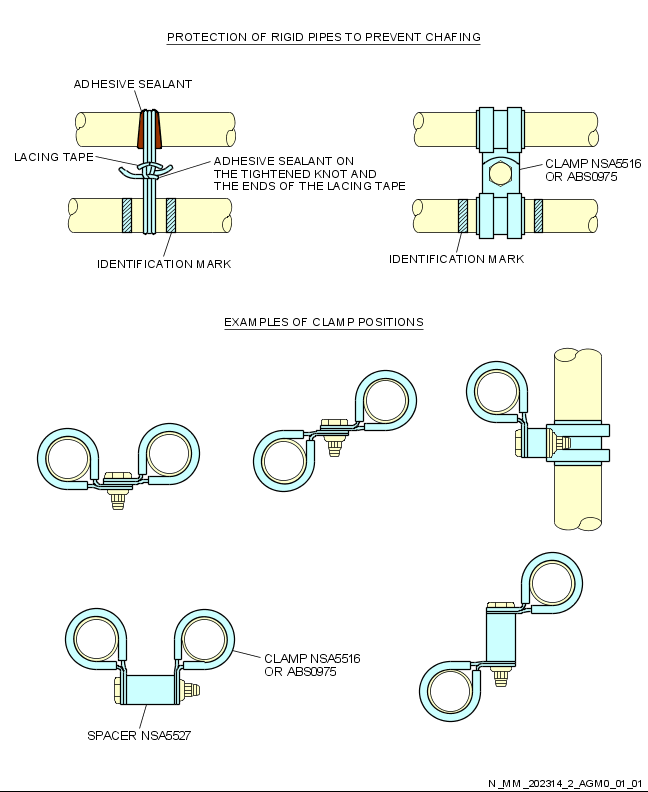 PROTECTION OF RIGID PIPES TO PREVENT CHAFING
ADHESIVE SEALANT
LACING TAPE
ADHESIVE SEALANT ON
THE TIGHTENED KNOT AND
THE ENDS OF THE LACING TAPE
IDENTIFICATION MARK
CLAMP NSA5516
OR ABS0975
IDENTIFICATION MARK
EXAMPLES OF CLAMP POSITIONS
CLAMP NSA5516
OR ABS0975
SPACER NSA5527
N_MM_202314_2_AGM0_01_01